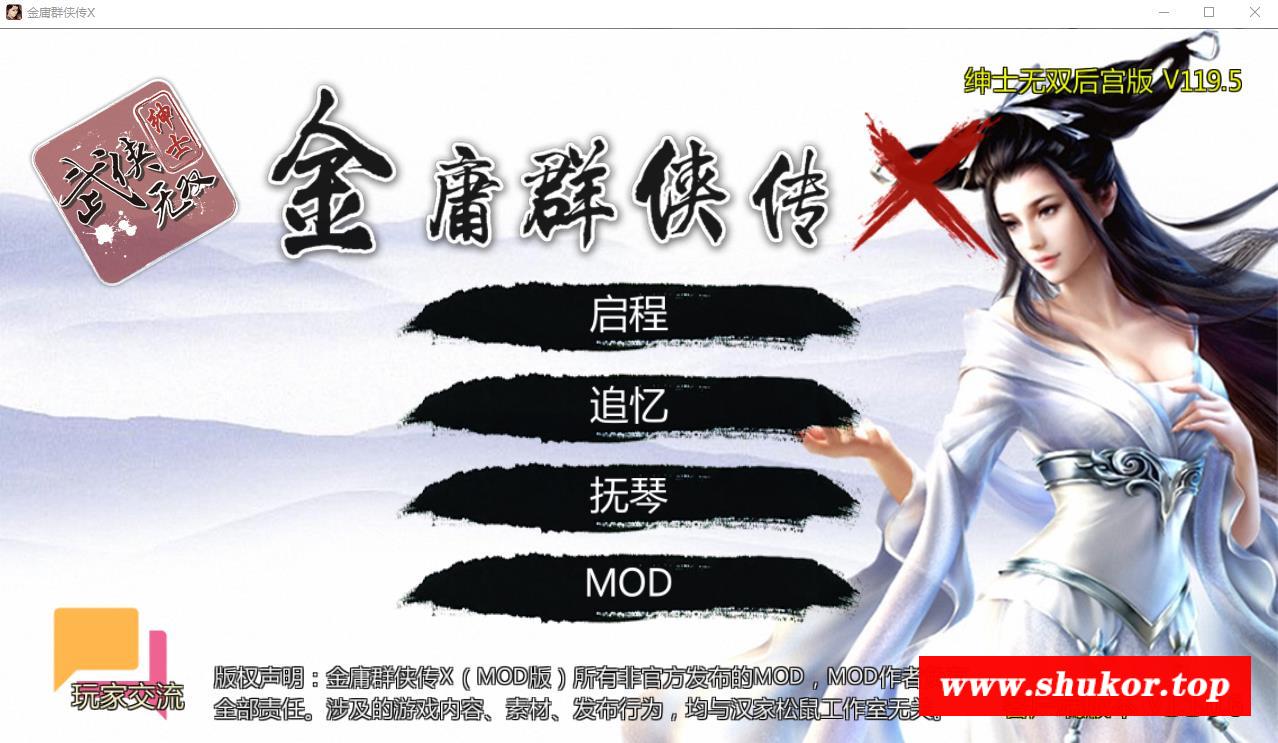 金庸群侠传X
绅士无双后宫版 V119.5
绅士
武侠无双
金庸群侠传X
启程
追忆
抚琴
MOD
玩家交流
版权声明：金庸群侠传X（MOD版）所有非官方发布的MOD，MOD作者
全部责任。涉及的游戏内容、素材、发布行为，均与汉家松鼠工作室无关。
www.shukor.top